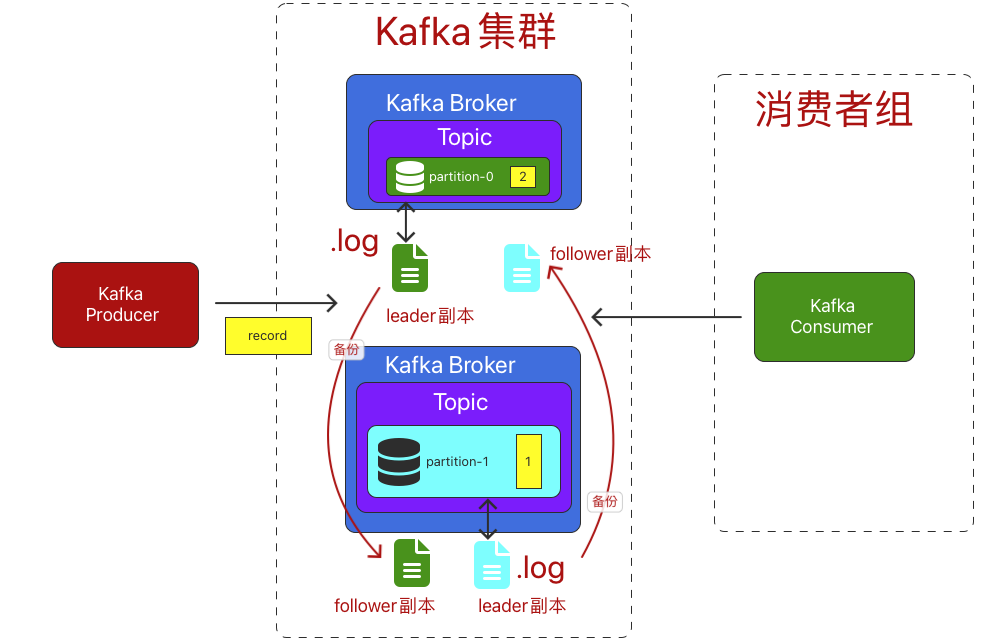 Kafka 集群
Kafka Broker
Topic
partition-0
2
.log
follower副本
leader副本
Kafka
Producer
record
备份
Kafka Broker
Topic
partition-1
1
备份
.log
follower副本
leader副本
消费者组
Kafka
Consumer